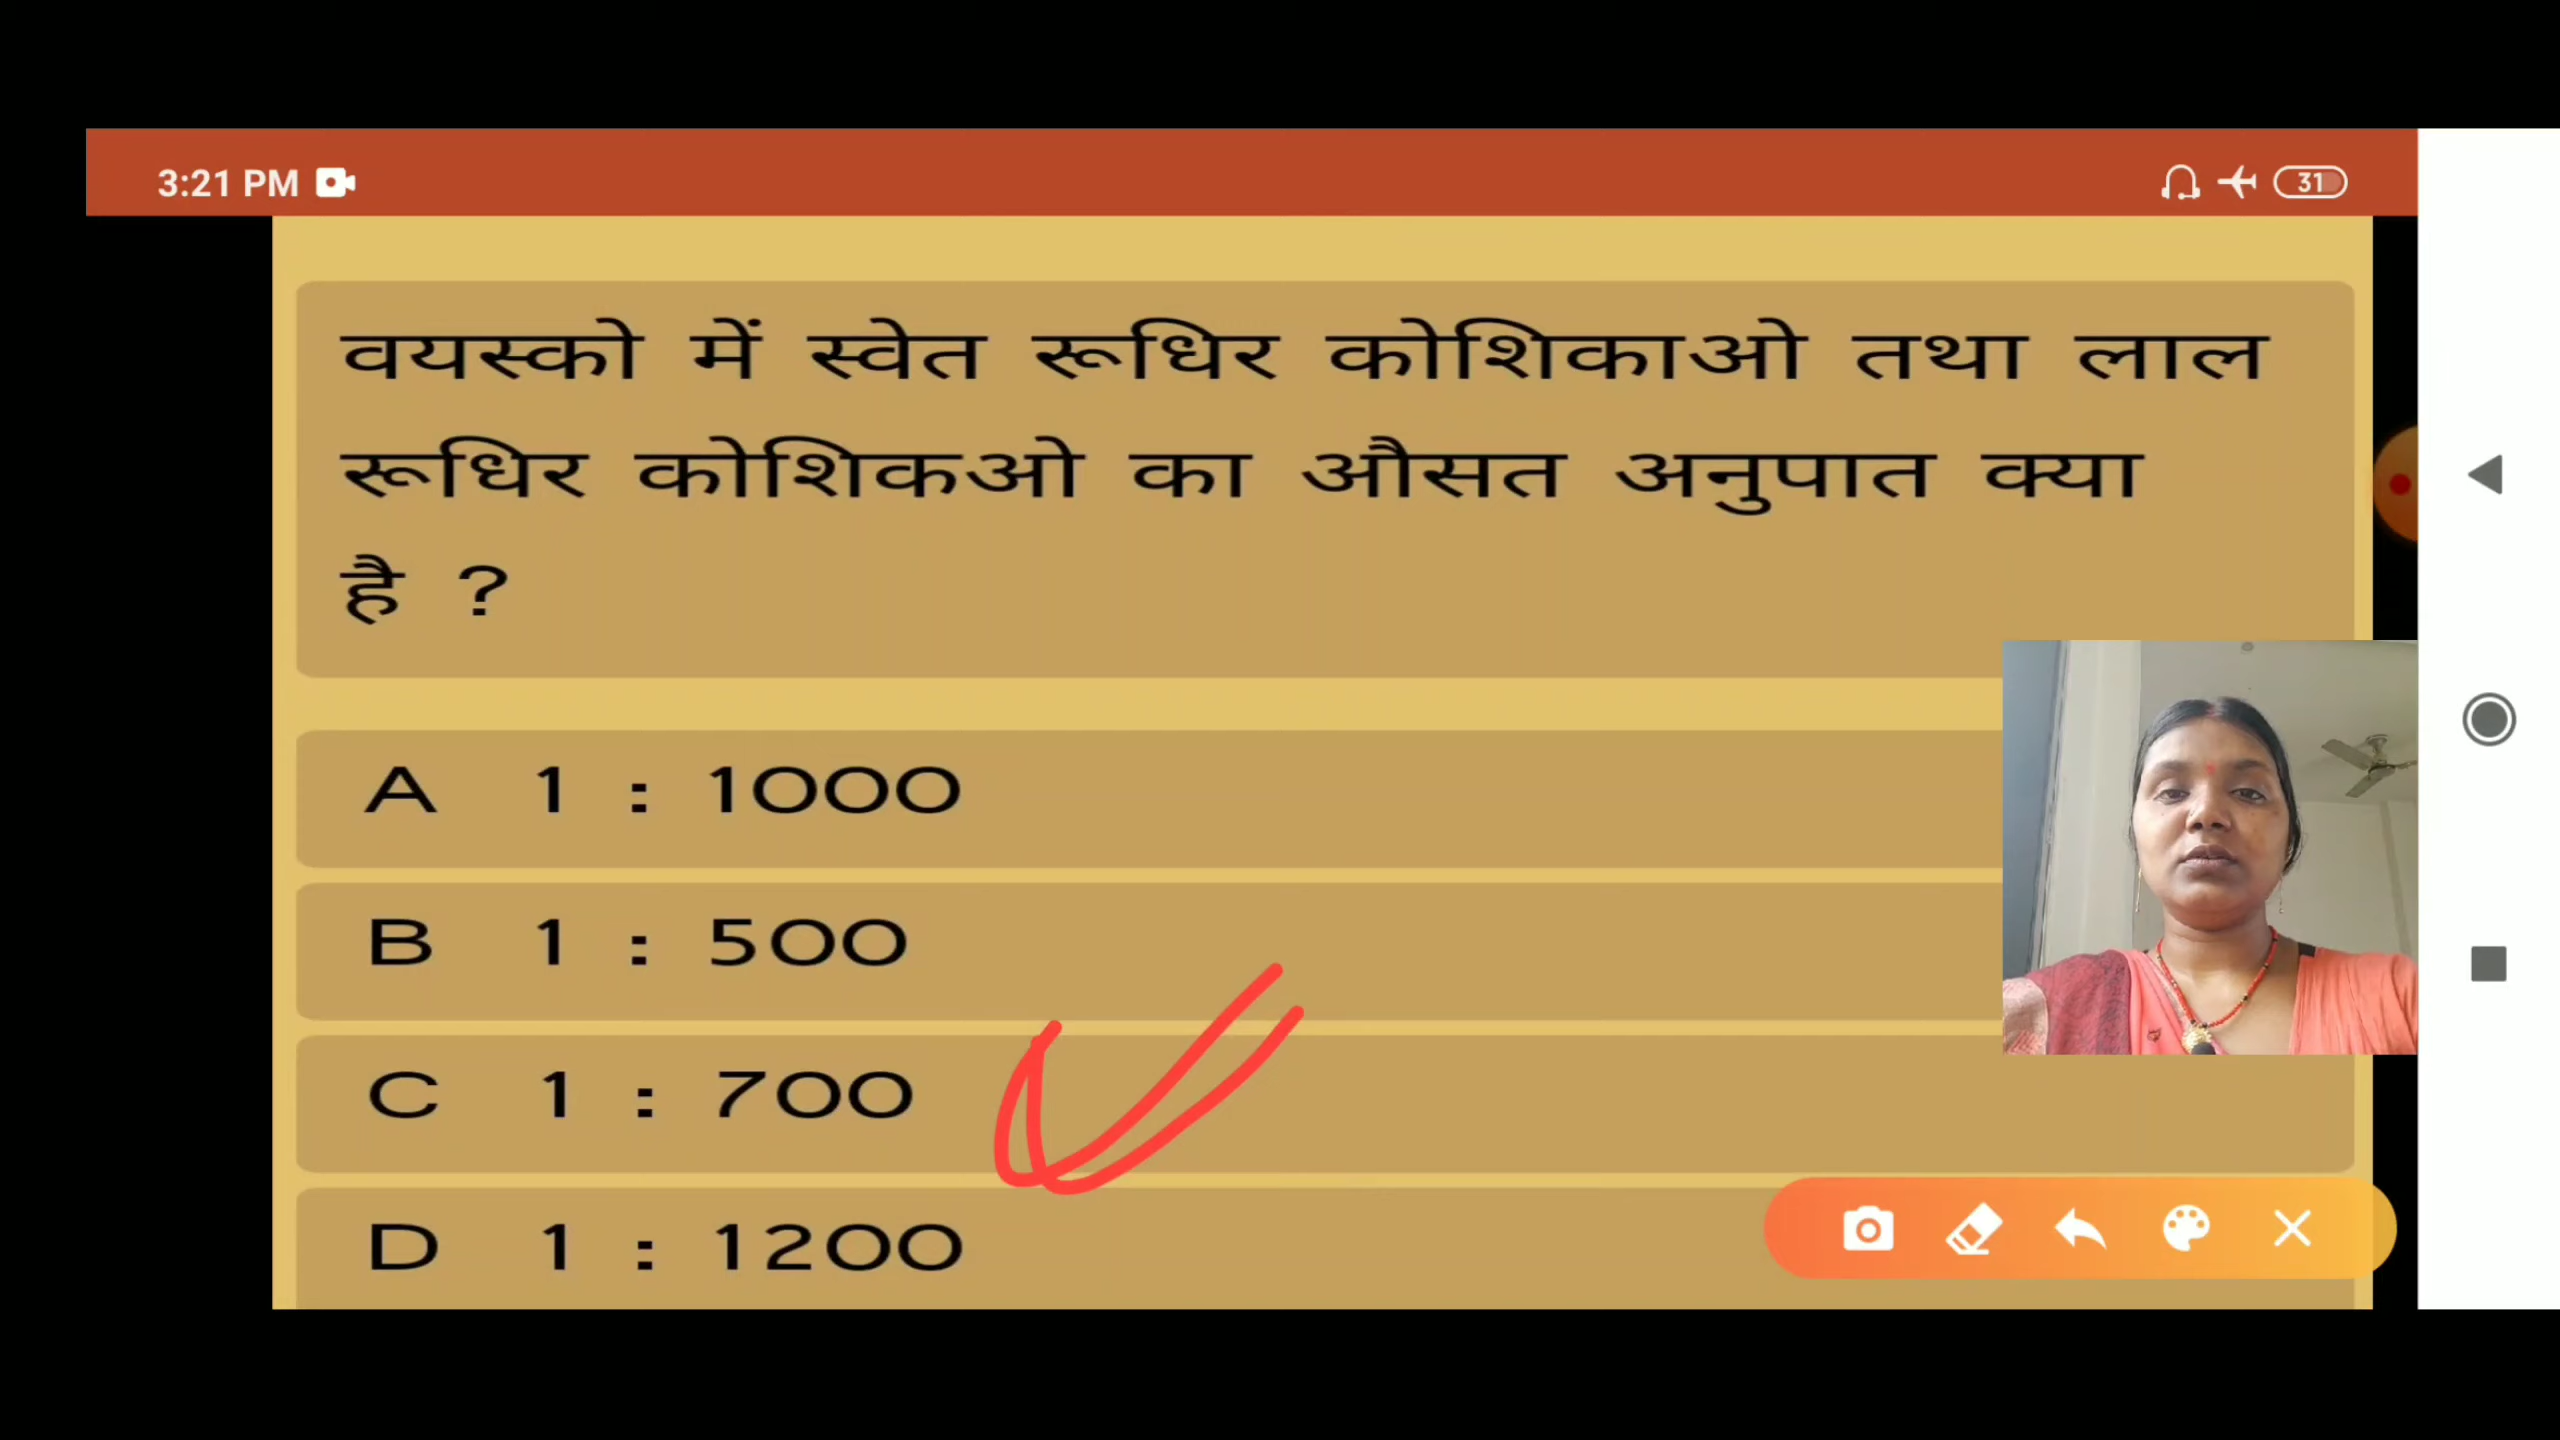 3:21 PM
31
वयस्को में स्वेत रूधिर कोशिकाओ तथा लाल
रूधिर कोशिकओ का औसत अनुपात क्या
है ?
A 1 : 1000
B 1 : 500
C 1 : 700
D 1 : 1200